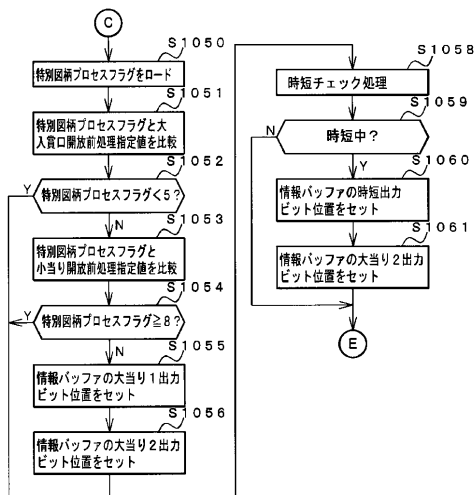 C
S1050
特別図柄プロセスフラグをロード
S1051
特別図柄プロセスフラグと大
入賞口開放前処理指定値を比較
S1052
Y
特別図柄プロセスフラグ<5?
N
S1053
特別図柄プロセスフラグと
小当り開放前処理指定値を比較
S1054
Y
特別図柄プロセスフラグ≧8?
N
S1055
情報バッファの大当り1出力
ビット位置をセット
S1056
情報バッファの大当り2出力
ビット位置をセット
S1058
時短チェック処理
S1059
N
時短中?
Y
S1060
情報バッファの時短出力
ビット位置をセット
S1061
情報バッファの大当り2出力
ビット位置をセット
E